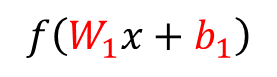 f(W₁x + b₁)